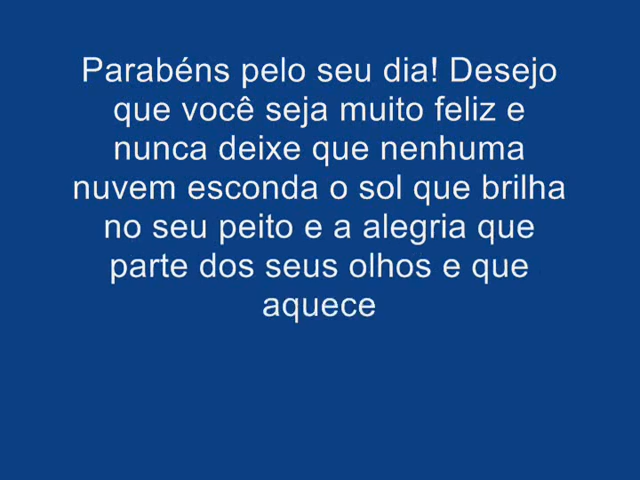 Parabéns pelo seu dia! Desejo
que você seja muito feliz e
nunca deixe que nenhuma
nuvem esconda o sol que brilha
no seu peito e a alegria que
parte dos seus olhos e que
aquece